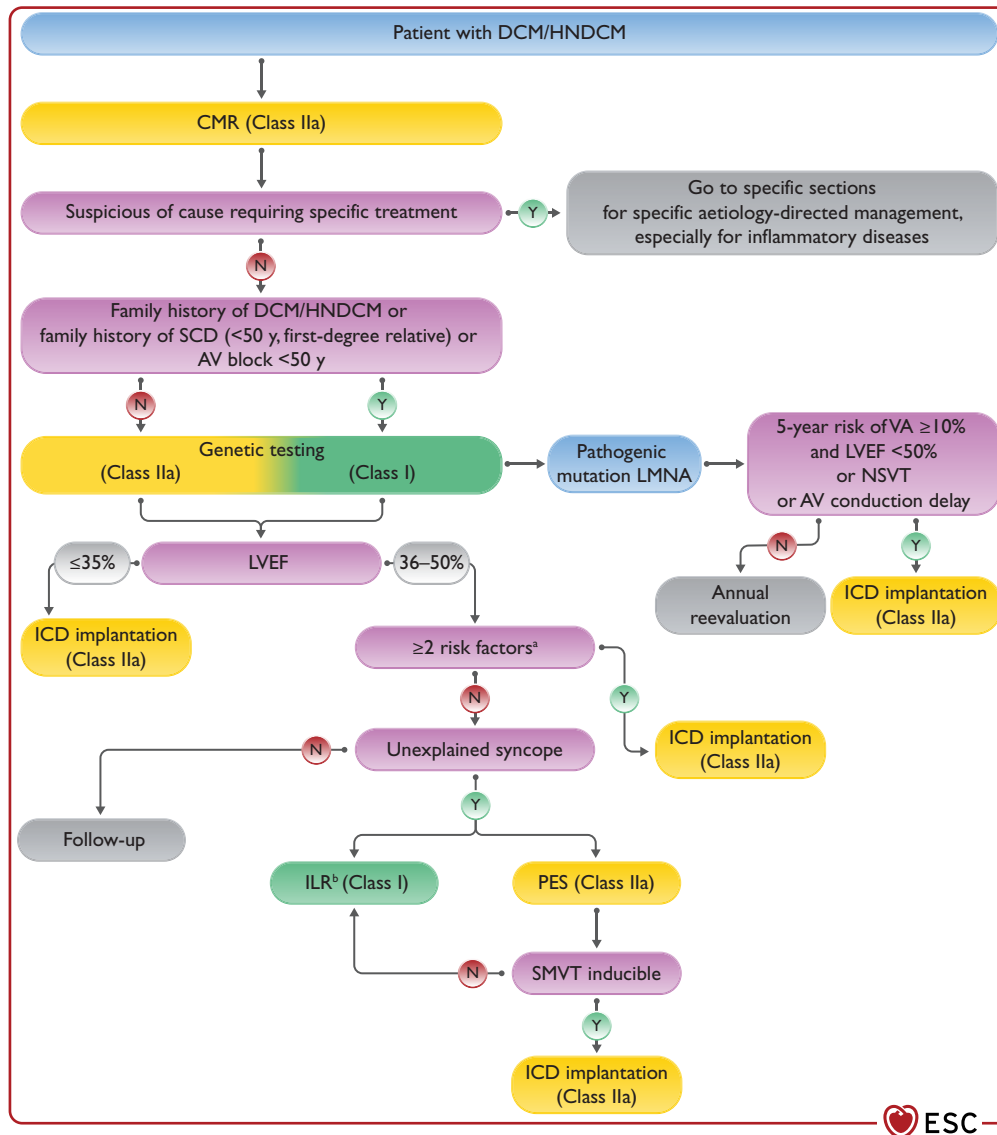 Patient with DCM/HNDCM
CMR (Class IIa)
Suspicious of cause requiring specific treatment
Y
Go to specific sections
for specific aetiology-directed management,
especially for inflammatory diseases
N
Family history of DCM/HNDCM or
family history of SCD (<50 y, first-degree relative) or
AV block <50 y
N
Y
Genetic testing
(Class IIa)
(Class I)
Pathogenic
mutation LMNA
5-year risk of VA ≥10%
and LVEF <50%
or NSVT
or AV conduction delay
N
Y
Annual
reevaluation
ICD implantation
(Class IIa)
≤35%
LVEF
36–50%
ICD implantation
(Class IIa)
≥2 risk factorsᵃ
N
Y
ICD implantation
(Class IIa)
Unexplained syncope
N
Y
Follow-up
ILRᵇ (Class I)
PES (Class IIa)
SMVT inducible
N
Y
ICD implantation
(Class IIa)
ESC